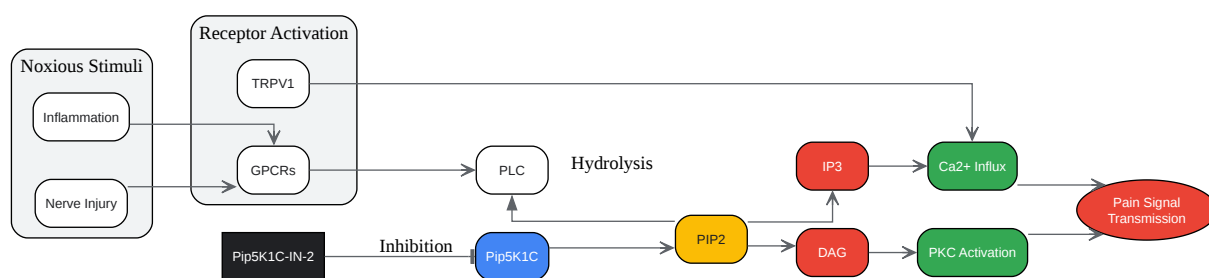 Noxious Stimuli
Inflammation
Nerve Injury
Receptor Activation
TRPV1
GPCRs
Pip5K1C-IN-2
Inhibition
Pip5K1C
PLC
Hydrolysis
PIP2
IP3
DAG
Ca2+ Influx
PKC Activation
Pain Signal
Transmission